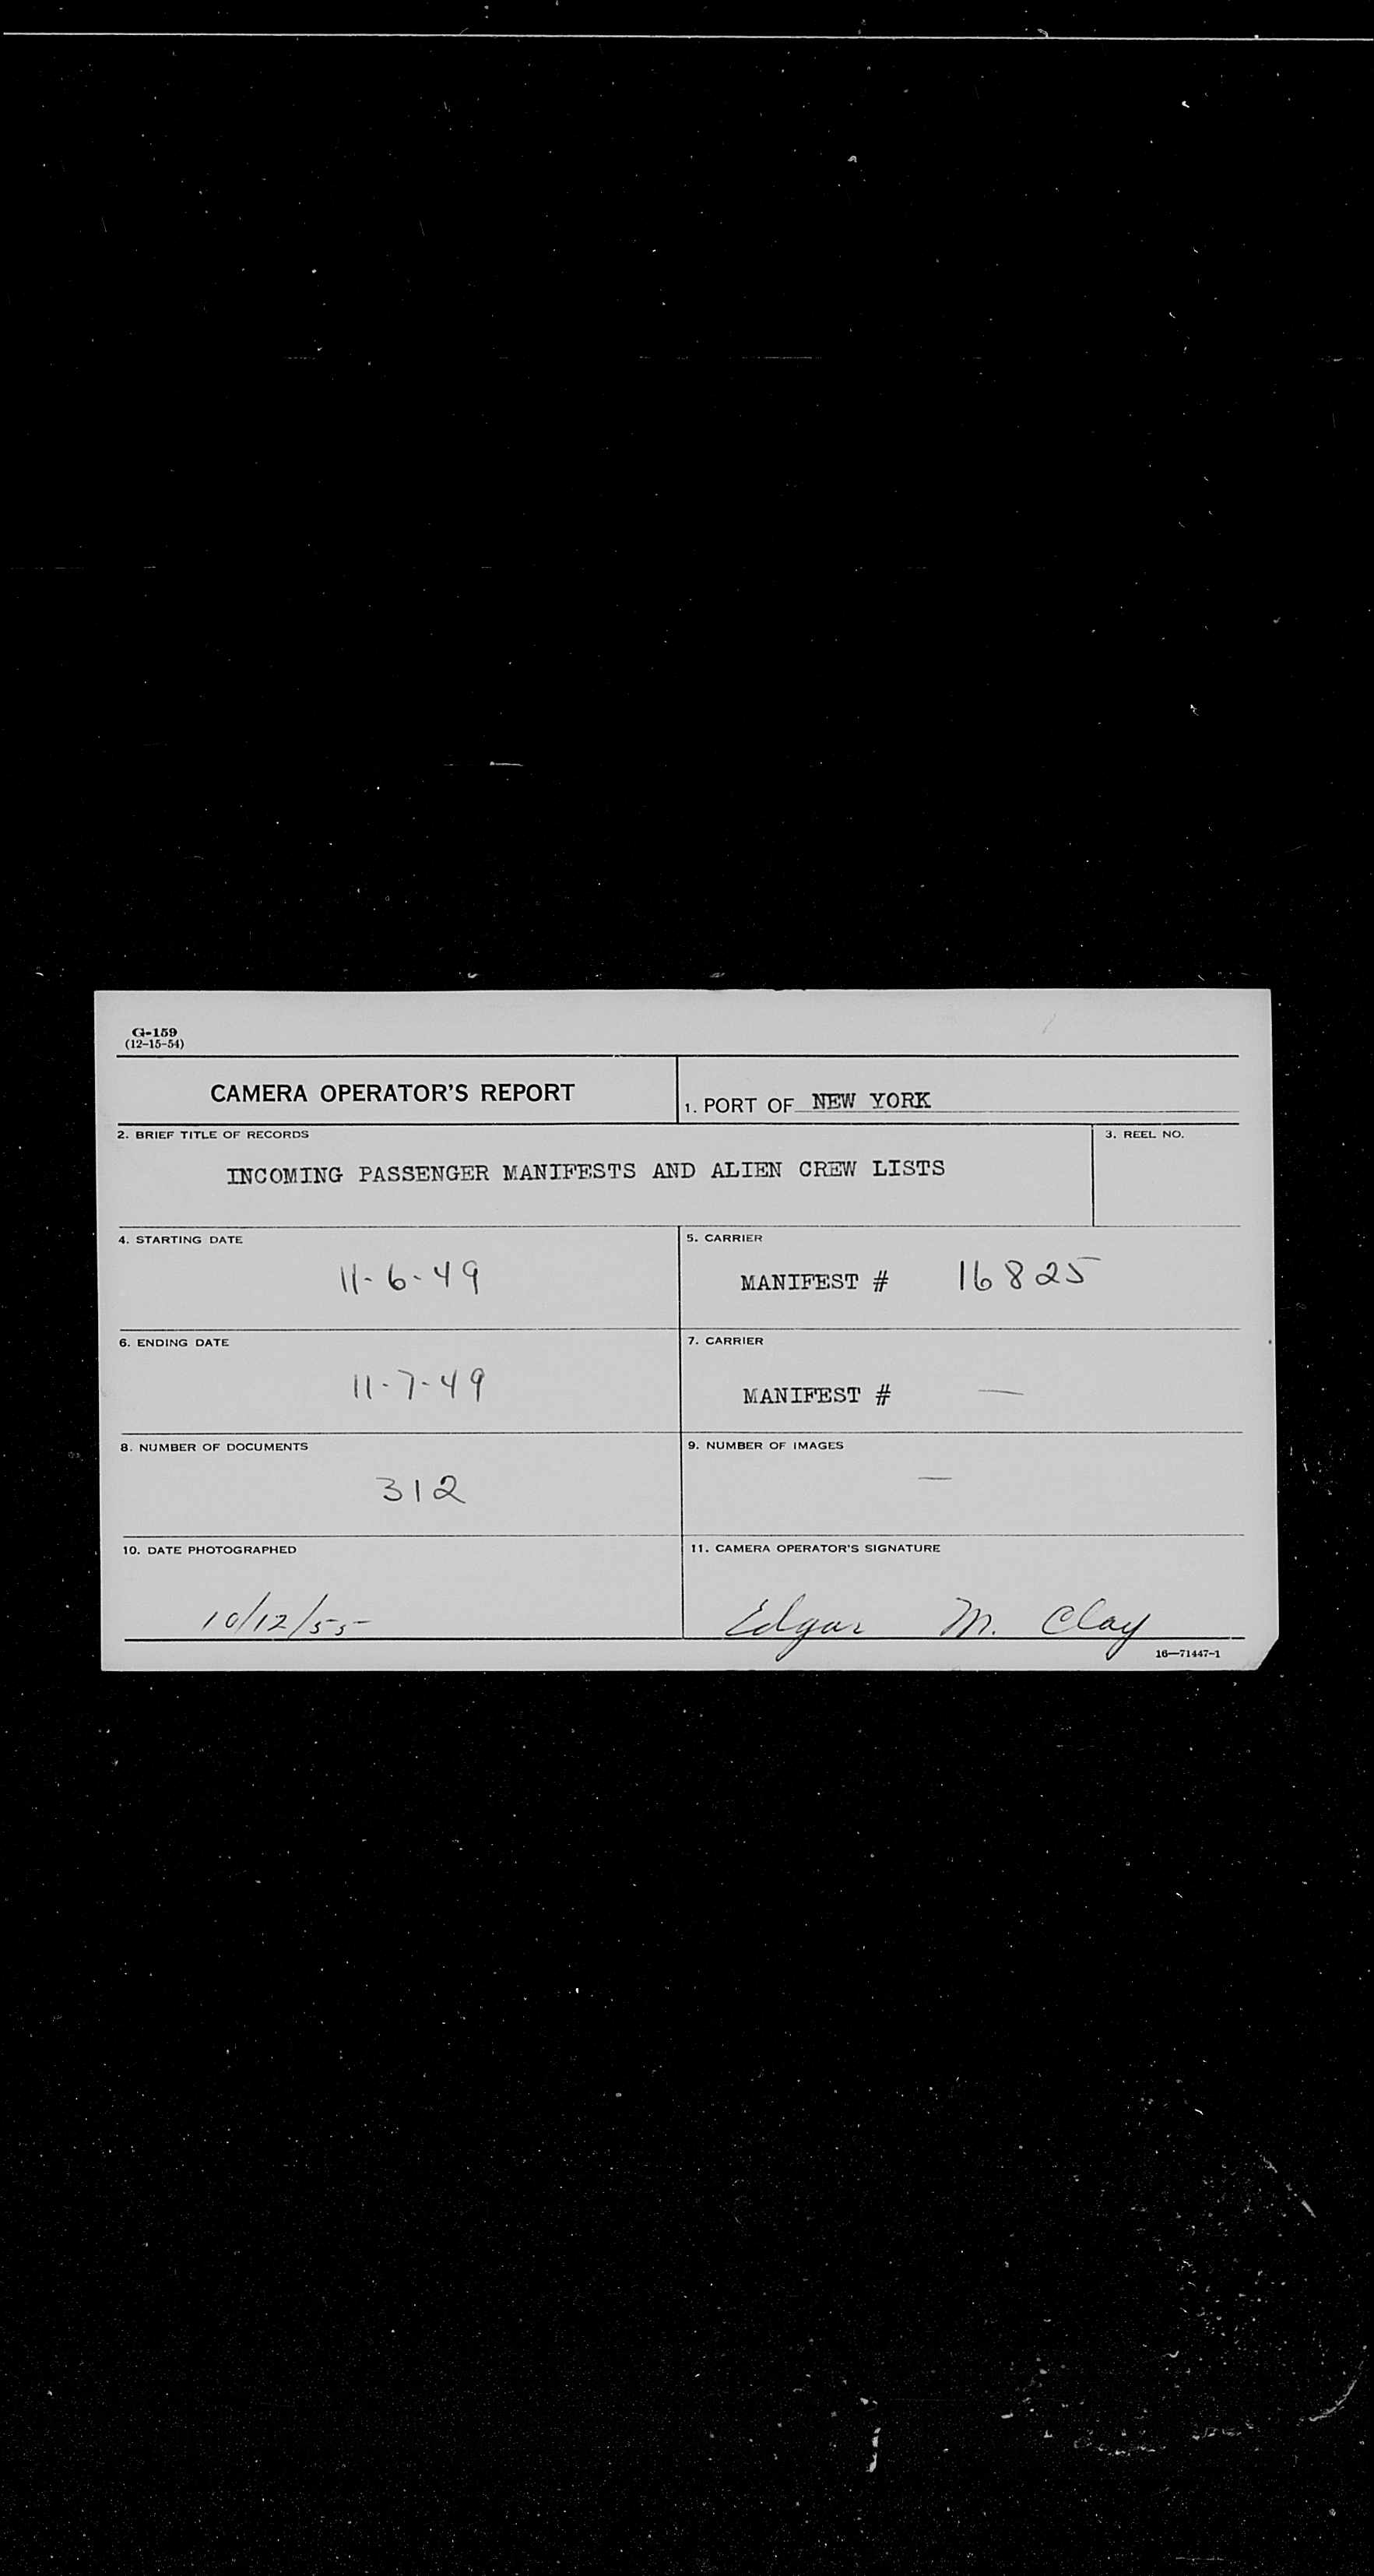 G-159
(12-15-54)
CAMERA OPERATOR'S REPORT
1. PORT OF NEW YORK
2. BRIEF TITLE OF RECORDS
INCOMING PASSENGER MANIFESTS AND ALIEN CREW LISTS
3. REEL NO.
4. STARTING DATE
11-6-49
5. CARRIER
MANIFEST # 16825
6. ENDING DATE
11-7-49
7. CARRIER
MANIFEST # —
8. NUMBER OF DOCUMENTS
312
9. NUMBER OF IMAGES
—
10. DATE PHOTOGRAPHED
10/12/55
11. CAMERA OPERATOR'S SIGNATURE
Edgar M. Clay
16—71447-1